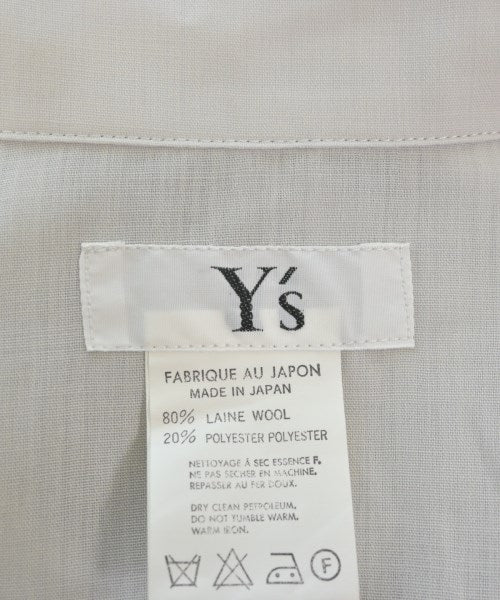 Y's
FABRIQUE AU JAPON
MADE IN JAPAN
80% LAINE WOOL
20% POLYESTER POLYESTER
NETTOYAGE À SEC ESSENCE F.
NE PAS SECHER EN MACHINE.
REPASSER AU FER DOUX.
DRY CLEAN PETROLEUM.
DO NOT TUMBLE WARM.
WARM IRON.
F